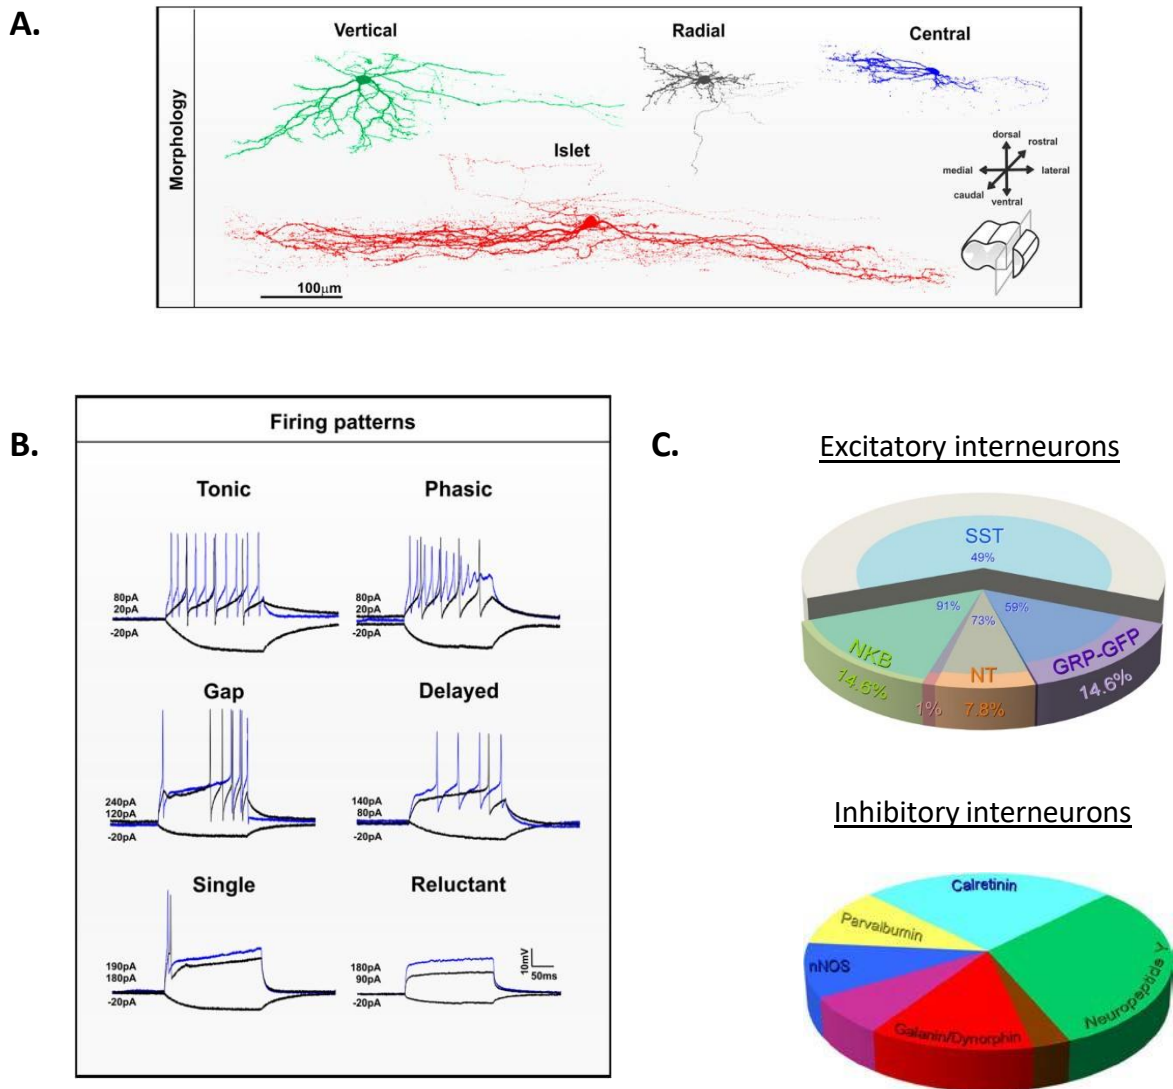 A.
Morphology
Vertical
Radial
Central
Islet
dorsal
rostral
medial
lateral
caudal
ventral
100μm
B.
Firing patterns
Tonic
Phasic
80pA
20pA
-20pA
80pA
20pA
-20pA
Gap
Delayed
240pA
120pA
-20pA
140pA
80pA
-20pA
Single
Reluctant
190pA
180pA
-20pA
180pA
90pA
-20pA
10mV
50ms
C.
Excitatory interneurons
SST
49%
91%
59%
73%
NKB
14.6%
1%
NT
7.8%
GRP-GFP
14.6%
Inhibitory interneurons
Calretinin
Parvalbumin
nNOS
Galanin/Dynorphin
Neuropeptide Y